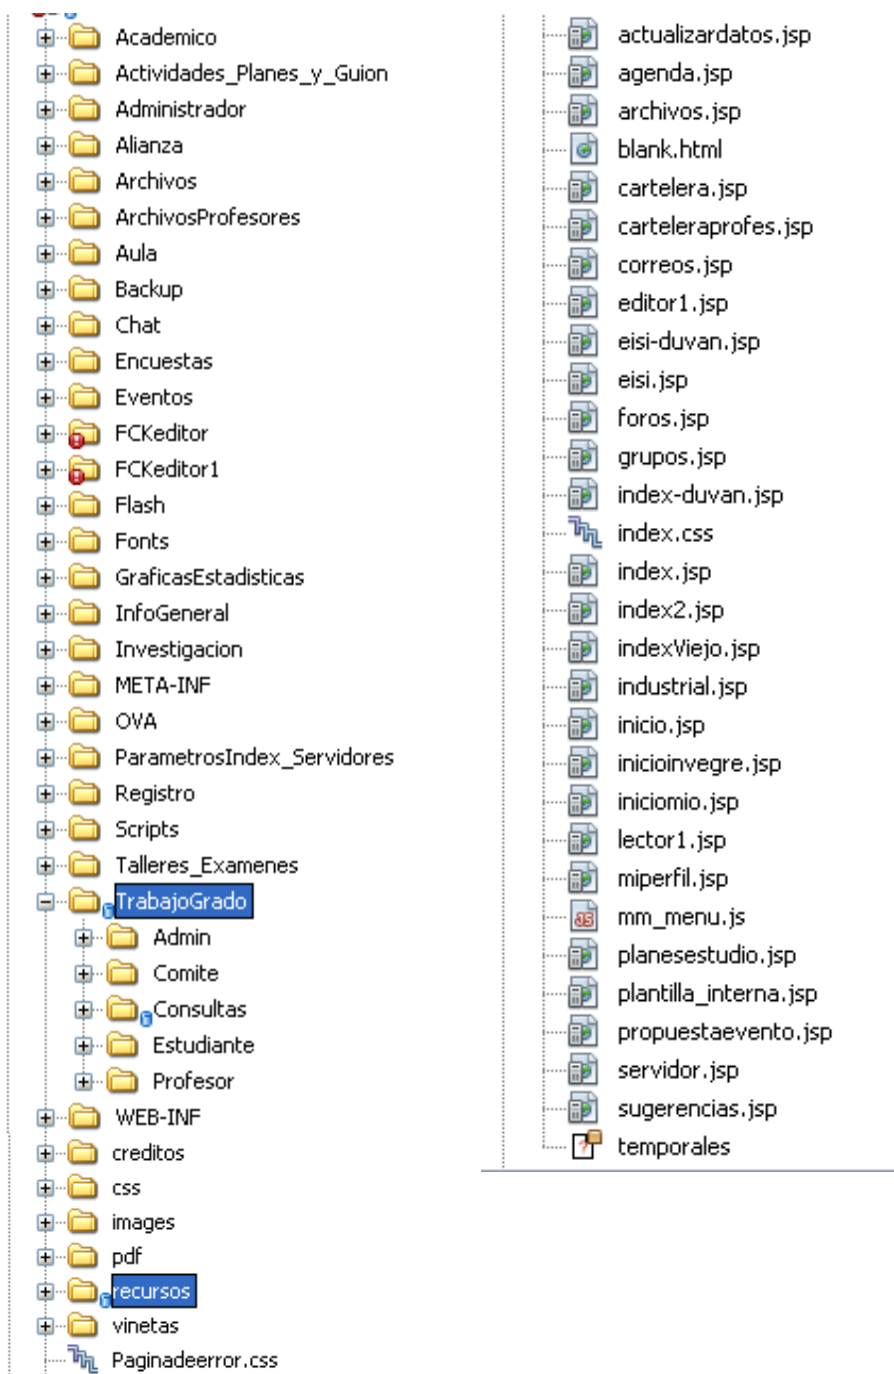 Academico
Actividades_Planes_y_Guion
Administrador
Alianza
Archivos
ArchivosProfesores
Aula
Backup
Chat
Encuestas
Eventos
FCKeditor
FCKeditor1
Flash
Fonts
GraficasEstadisticas
InfoGeneral
Investigacion
META-INF
OVA
ParametrosIndex_Servidores
Registro
Scripts
Talleres_Examenes
TrabajoGrado
Admin
Comite
Consultas
Estudiante
Profesor
WEB-INF
creditos
css
images
pdf
recursos
vinetas
Paginadeerror.css
actualizardatos.jsp
agenda.jsp
archivos.jsp
blank.html
cartelera.jsp
carteleraprofes.jsp
correos.jsp
editor1.jsp
eisi-duvan.jsp
eisi.jsp
foros.jsp
grupos.jsp
index-duvan.jsp
index.css
index.jsp
index2.jsp
indexViejo.jsp
industrial.jsp
inicio.jsp
inicioinvegre.jsp
iniciomio.jsp
lector1.jsp
miperfil.jsp
mm_menu.js
planesestudio.jsp
plantilla_interna.jsp
propuestaevento.jsp
servidor.jsp
sugerencias.jsp
temporales